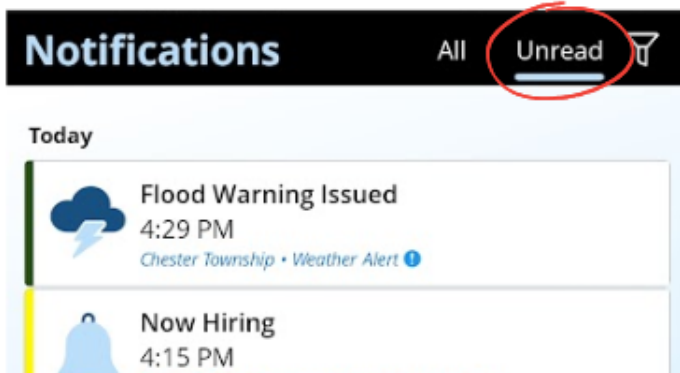 Notifications All Unread
Today
Flood Warning Issued
4:29 PM
Chester Township • Weather Alert
Now Hiring
4:15 PM